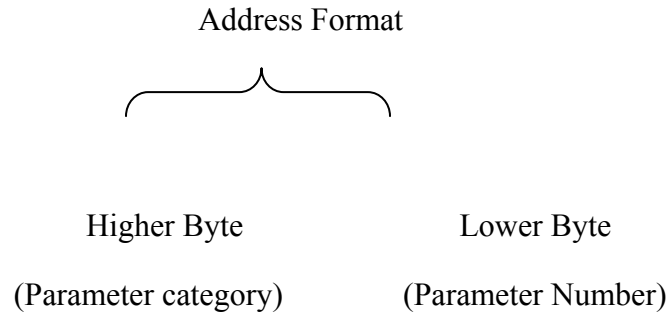 Address Format
Higher Byte Lower Byte
(Parameter category) (Parameter Number)